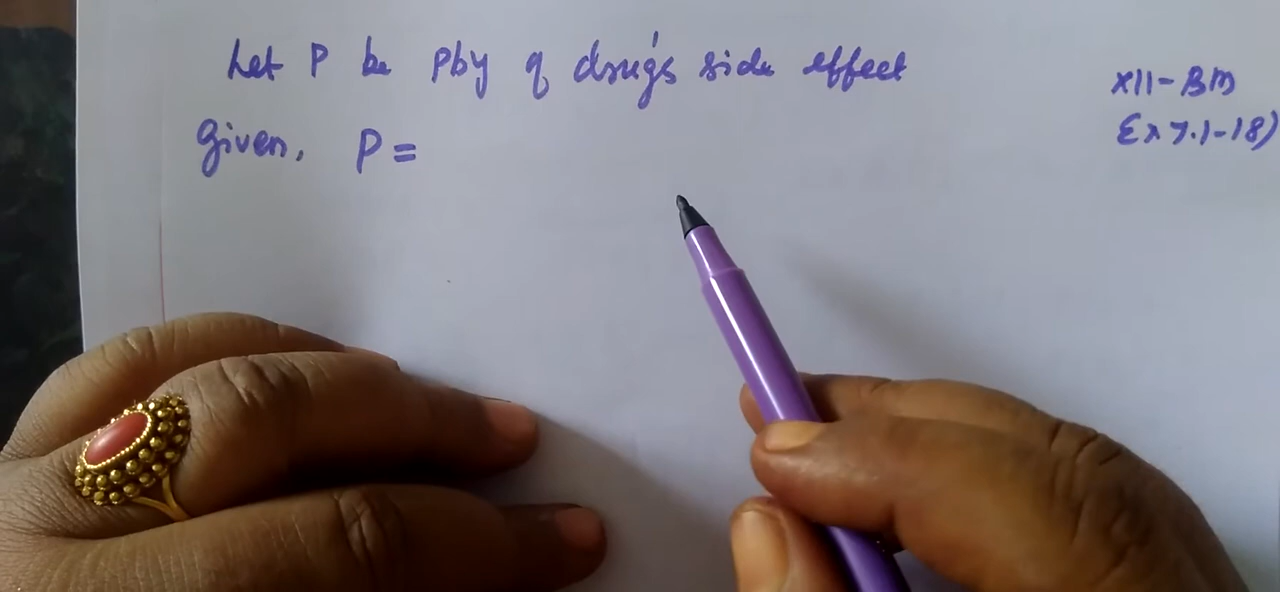 Let P be pby of drug's side effect
Given, P =
XII - BM
Ex 7.1-18)